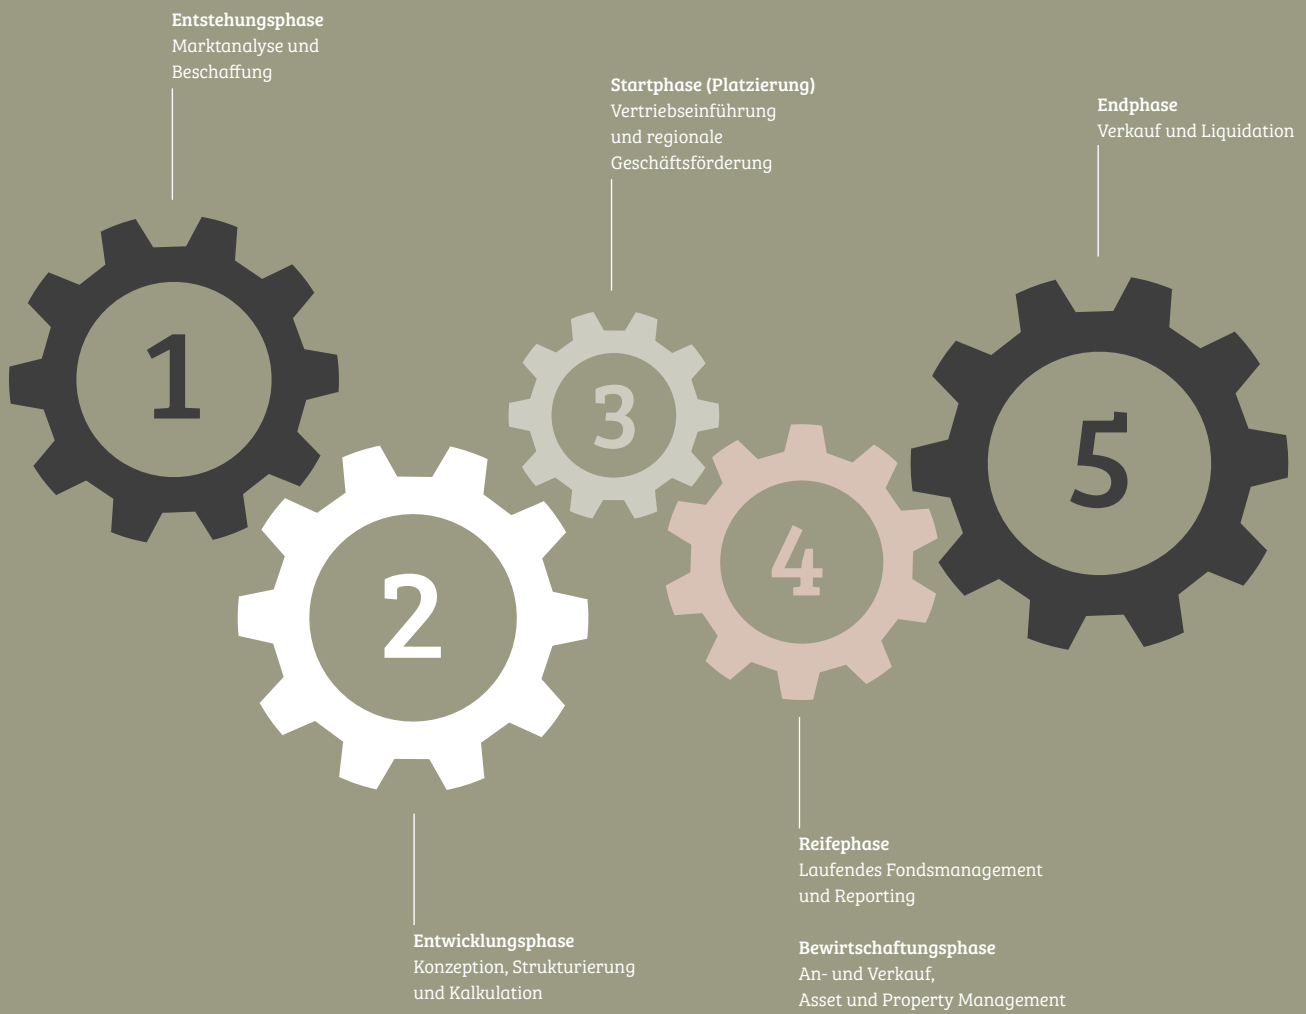 Entstehungsphase
Marktanalyse und
Beschaffung
1
Entwicklungsphase
Konzeption, Strukturierung
und Kalkulation
2
Startphase (Platzierung)
Vertriebseinführung
und regionale
Geschäftsförderung
3
4
Reifephase
Laufendes Fondsmanagement
und Reporting
Bewirtschaftungsphase
An- und Verkauf,
Asset und Property Management
Endphase
Verkauf und Liquidation
5